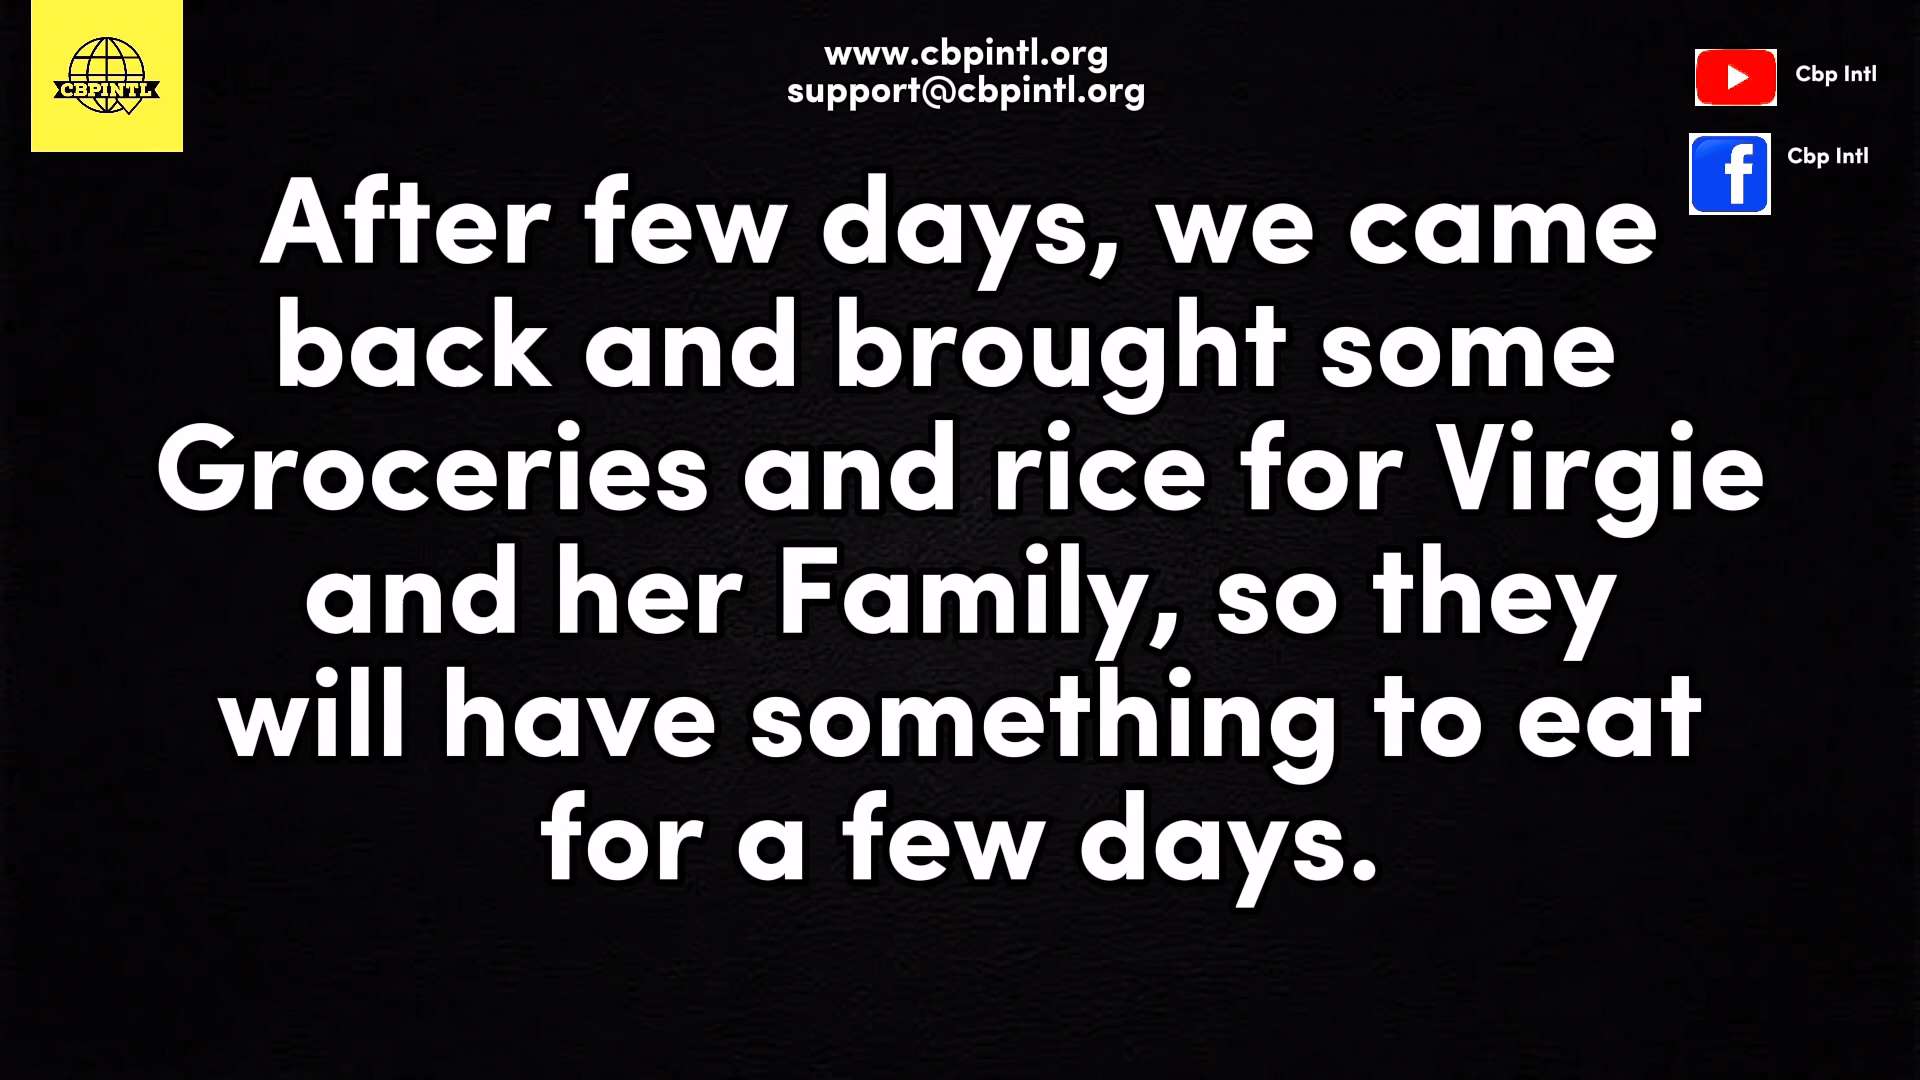 CBPINTL
www.cbpintl.org
support@cbpintl.org
Cbp Intl
Cbp Intl
After few days, we came
back and brought some
Groceries and rice for Virgie
and her Family, so they
will have something to eat
for a few days.